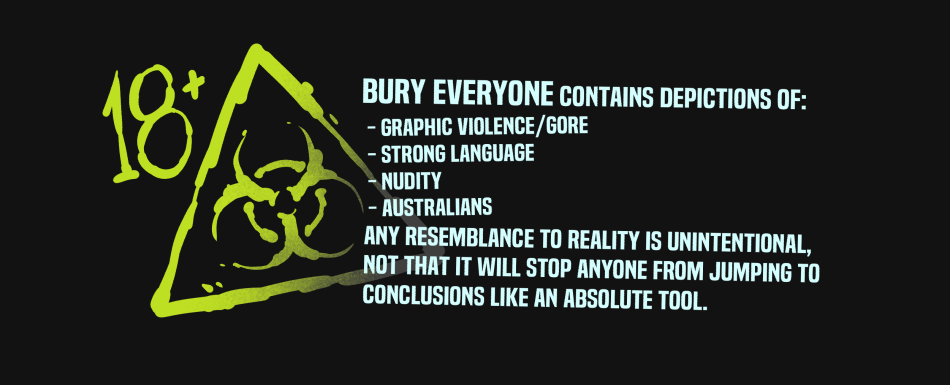 18+
BURY EVERYONE CONTAINS DEPICTIONS OF:
- GRAPHIC VIOLENCE/GORE
- STRONG LANGUAGE
- NUDITY
- AUSTRALIANS
ANY RESEMBLANCE TO REALITY IS UNINTENTIONAL,
NOT THAT IT WILL STOP ANYONE FROM JUMPING TO
CONCLUSIONS LIKE AN ABSOLUTE TOOL.